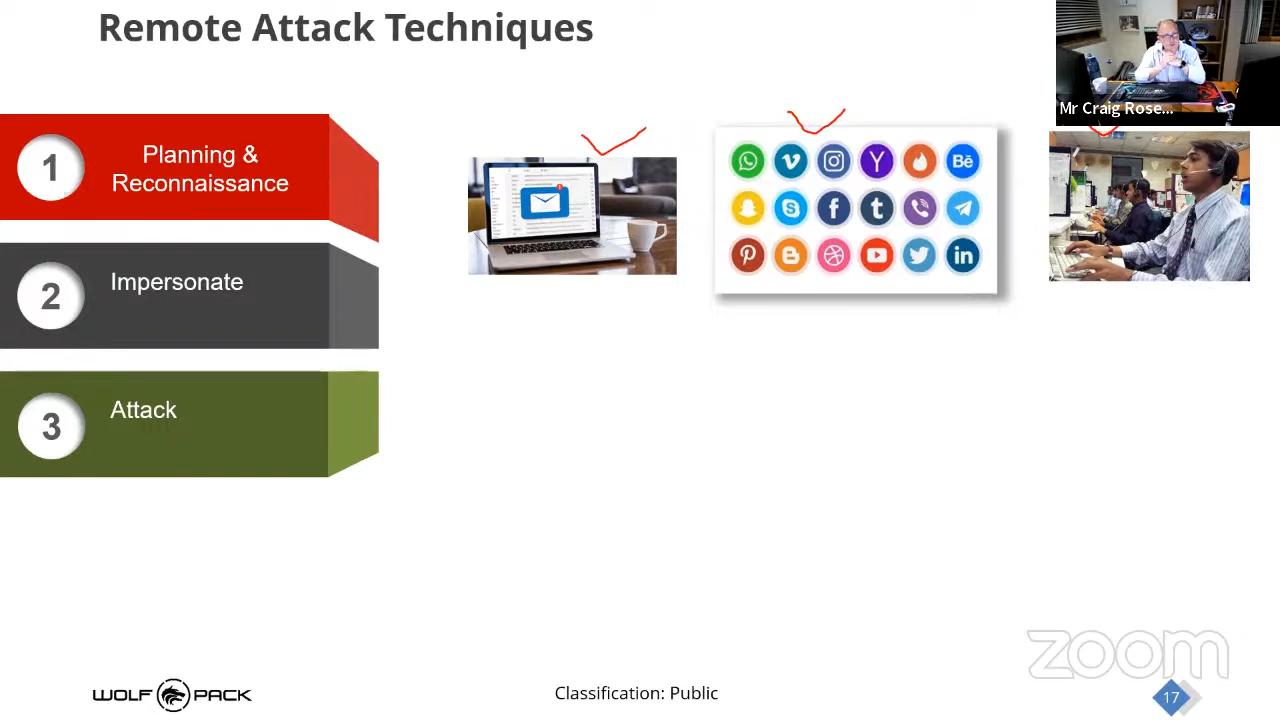 Remote Attack Techniques
Mr Craig Rose...
1
Planning &
Reconnaissance
2
Impersonate
3
Attack
Bē
zoom
WOLF PACK
Classification: Public
17